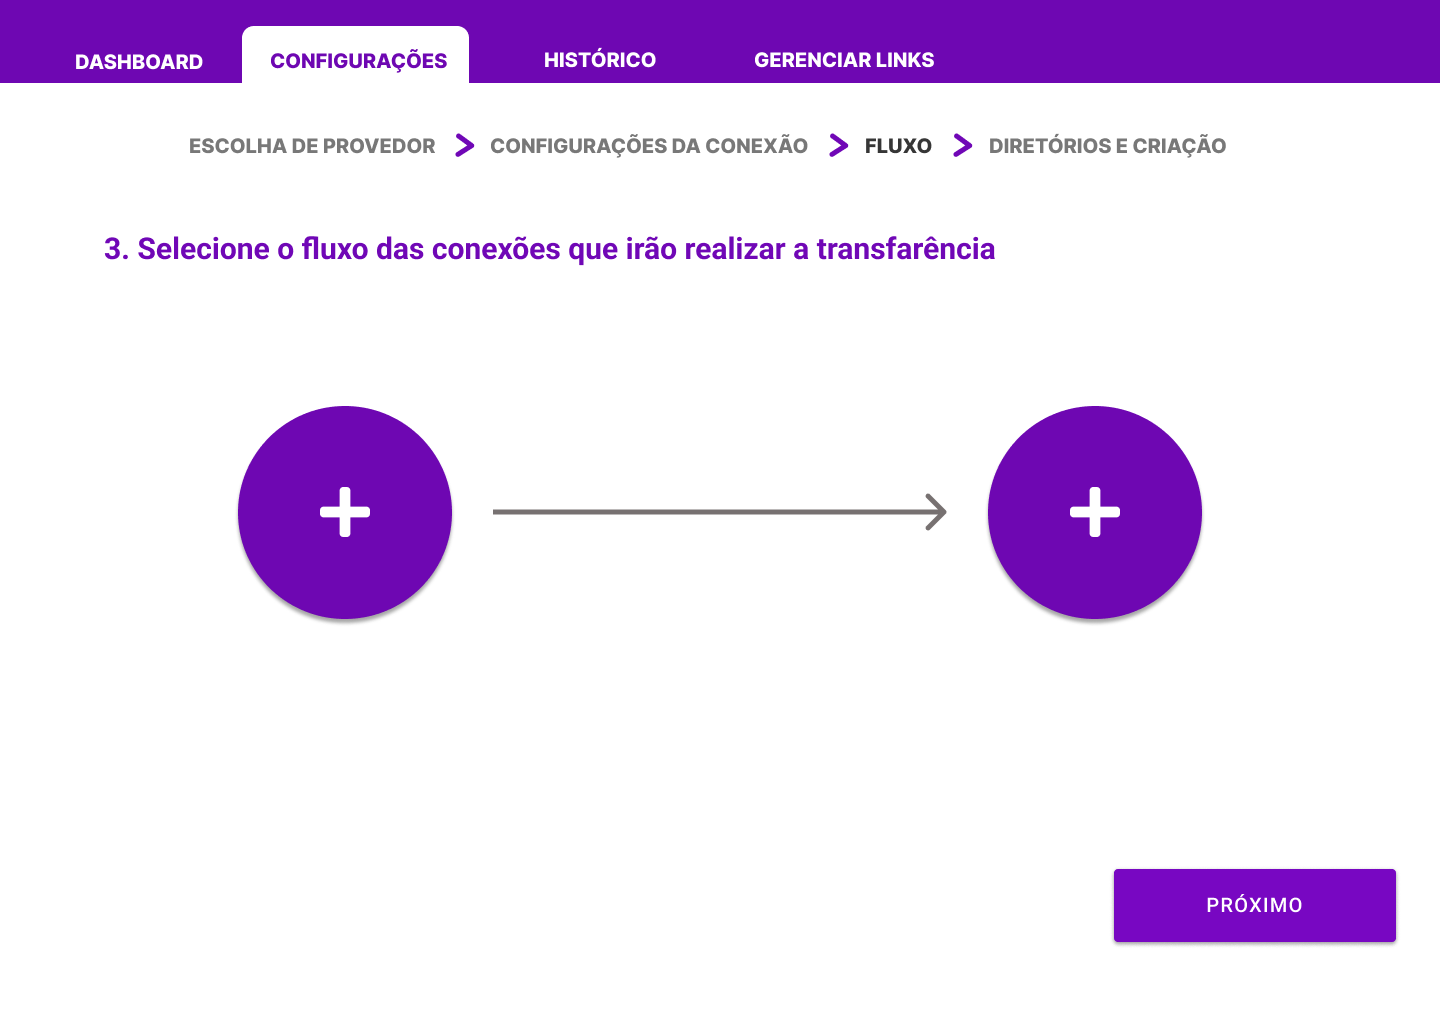 DASHBOARD CONFIGURAÇÕES HISTÓRICO GERENCIAR LINKS
ESCOLHA DE PROVEDOR CONFIGURAÇÕES DA CONEXÃO FLUXO DIRETÓRIOS E CRIAÇÃO
3. Selecione o fluxo das conexões que irão realizar a transfarência
PRÓXIMO